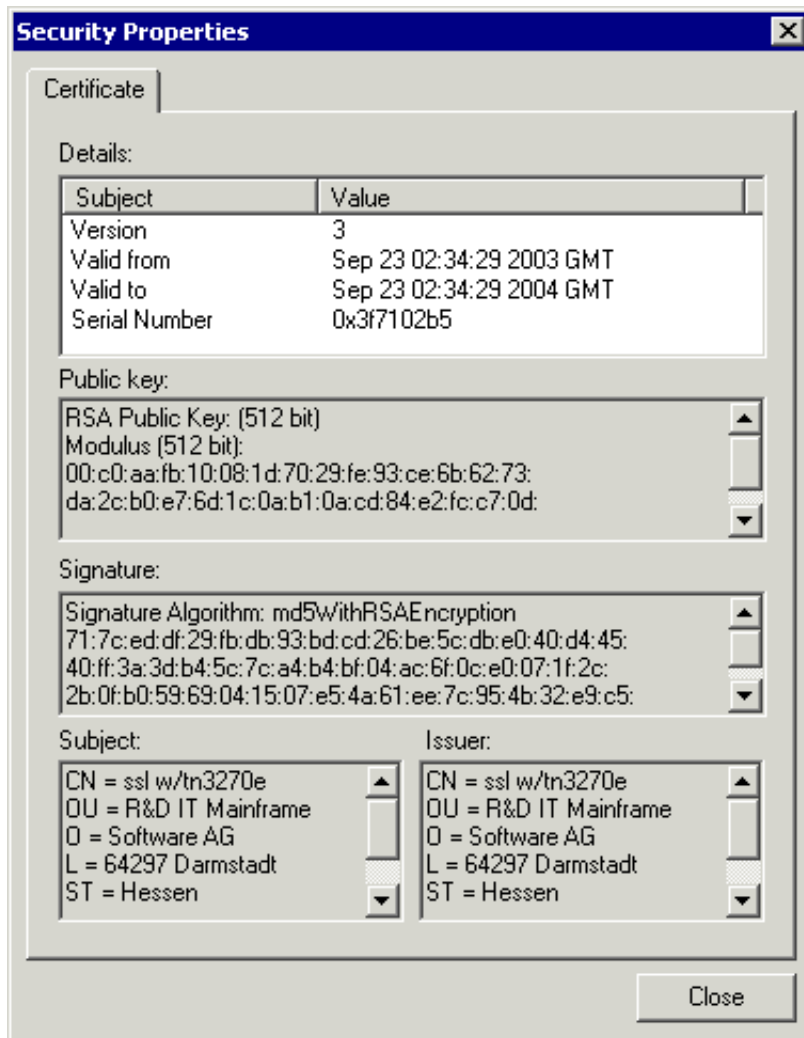 Security Properties
Certificate
Details:
Subject Value
Version 3
Valid from Sep 23 02:34:29 2003 GMT
Valid to Sep 23 02:34:29 2004 GMT
Serial Number 0x3f7102b5
Public key:
RSA Public Key: (512 bit)
Modulus (512 bit):
00:c0:aa:fb:10:08:1d:70:29:fe:93:ce:6b:62:73:
da:2c:b0:e7:6d:1c:0a:b1:0a:cd:84:e2:fc:c7:0d:
Signature:
Signature Algorithm: md5WithRSAEncryption
71:7c:ed:df:29:fb:db:93:bd:cd:26:be:5c:db:e0:40:d4:45:
40:ff:3a:3d:b4:5c:7c:a4:b4:bf:04:ac:6f:0c:e0:07:1f:2c:
2b:0f:b0:59:69:04:15:07:e5:4a:61:ee:7c:95:4b:32:e9:c5:
Subject:
CN = ssl w/tn3270e
OU = R&D IT Mainframe
O = Software AG
L = 64297 Darmstadt
ST = Hessen
Issuer:
CN = ssl w/tn3270e
OU = R&D IT Mainframe
O = Software AG
L = 64297 Darmstadt
ST = Hessen
Close